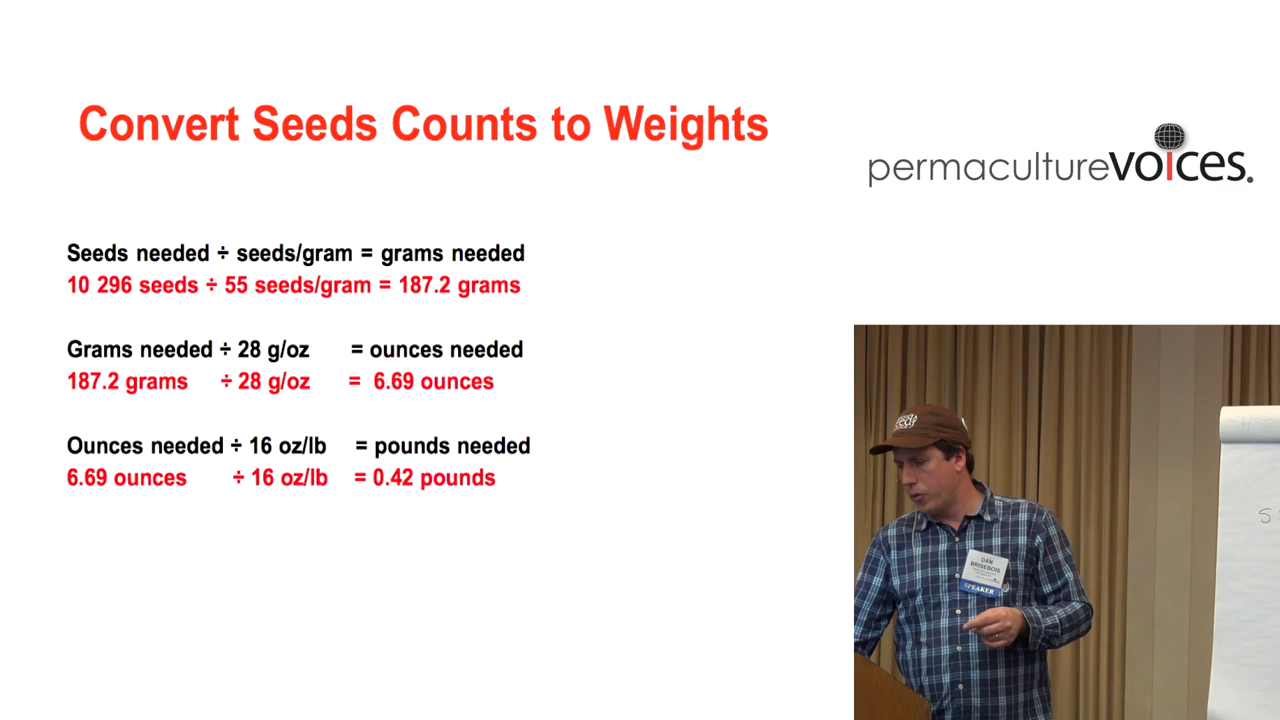 Convert Seeds Counts to Weights
permaculturevoices.
Seeds needed ÷ seeds/gram = grams needed
10 296 seeds ÷ 55 seeds/gram = 187.2 grams
Grams needed ÷ 28 g/oz = ounces needed
187.2 grams ÷ 28 g/oz = 6.69 ounces
Ounces needed ÷ 16 oz/lb = pounds needed
6.69 ounces ÷ 16 oz/lb = 0.42 pounds
DAN
BRISEBOIS
SPEAKER